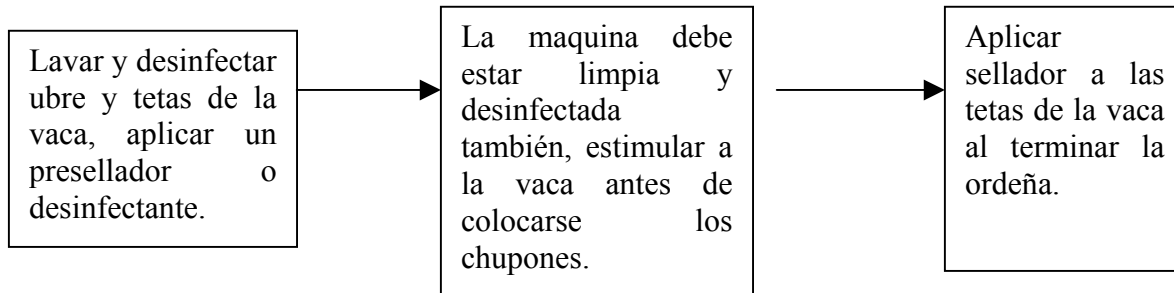 Lavar y desinfectar
ubre y tetas de la
vaca, aplicar un
presellador o
desinfectante.
La maquina debe
estar limpia y
desinfectada
también, estimular a
la vaca antes de
colocarse los
chupones.
Aplicar
sellador a las
tetas de la vaca
al terminar la
ordeña.